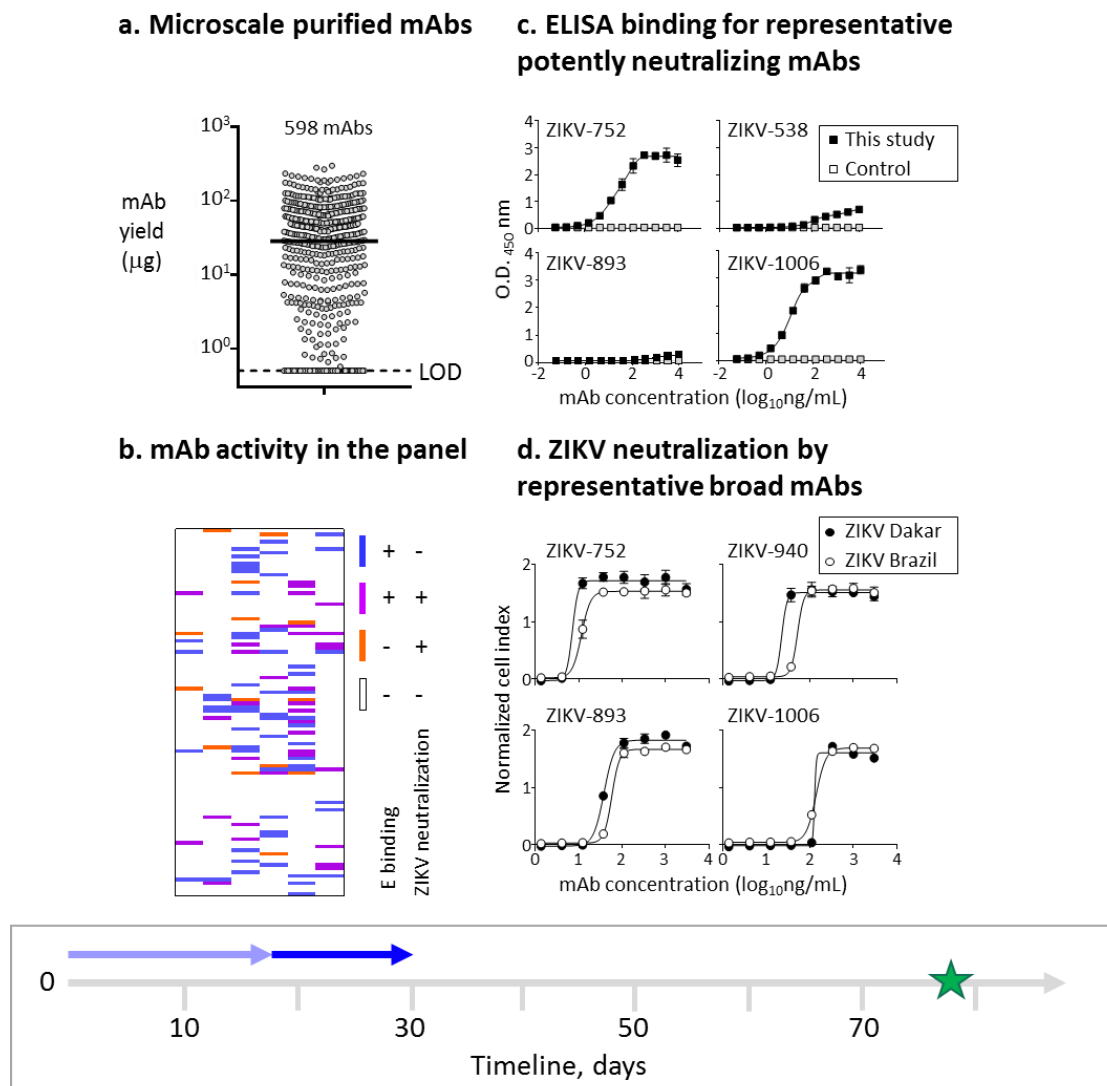 a. Microscale purified mAbs
598 mAbs
mAb
yield
(µg)
10³
10²
10¹
10⁰
LOD
b. mAb activity in the panel
+ -
+ +
- +
- -
E binding
ZIKV neutralization
c. ELISA binding for representative
potently neutralizing mAbs
ZIKV-752
ZIKV-538
This study
Control
ZIKV-893
ZIKV-1006
O.D. 450 nm
4
3
2
1
0
4
3
2
1
0
-2 0 2 4
-2 0 2 4
mAb concentration (log₁₀ng/mL)
d. ZIKV neutralization by
representative broad mAbs
ZIKV Dakar
ZIKV Brazil
ZIKV-752
ZIKV-940
ZIKV-893
ZIKV-1006
Normalized cell index
2
1
0
2
1
0
0 1 2 3 4
0 1 2 3 4
mAb concentration (log₁₀ng/mL)
0
10 30 50 70
Timeline, days